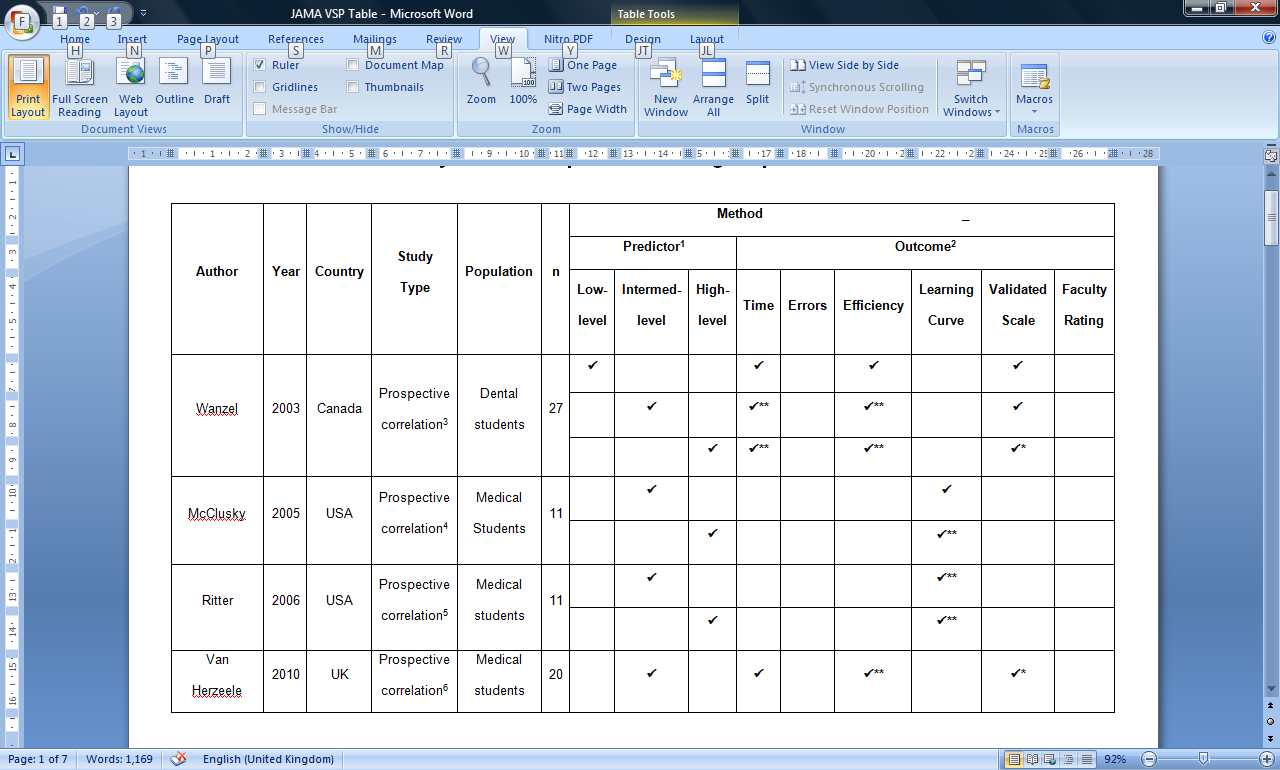 JAMA VSP Table - Microsoft Word
Table Tools
F 1 2 3
Home Insert Page Layout References Mailings Review View Nitro PDF Design Layout
H N P S M R W Y JT JL
Print Layout
Full Screen Reading
Web Layout
Outline
Draft
Document Views
Ruler
Gridlines
Message Bar
Document Map
Thumbnails
Show/Hide
Zoom
100%
One Page
Two Pages
Page Width
Zoom
New Window
Arrange All
Split
View Side by Side
Synchronous Scrolling
Reset Window Position
Window
Switch Windows
Macros
Macros
Author Year Country Study Type Population n Method
Predictor¹ Outcome²
Low-level Intermed-level High-level Time Errors Efficiency Learning Curve Validated Scale Faculty Rating
Wanzel 2003 Canada Prospective correlation³ Dental students 27
✔ ✔ ✔ ✔
✔ ✔** ✔** ✔
✔ ✔** ✔** ✔*
McClusky 2005 USA Prospective correlation⁴ Medical Students 11
✔ ✔
✔ ✔**
Ritter 2006 USA Prospective correlation⁵ Medical students 11
✔ ✔**
✔ ✔**
Van Herzeele 2010 UK Prospective correlation⁶ Medical students 20
✔ ✔ ✔** ✔*
Page: 1 of 7 Words: 1,169 English (United Kingdom) 92%